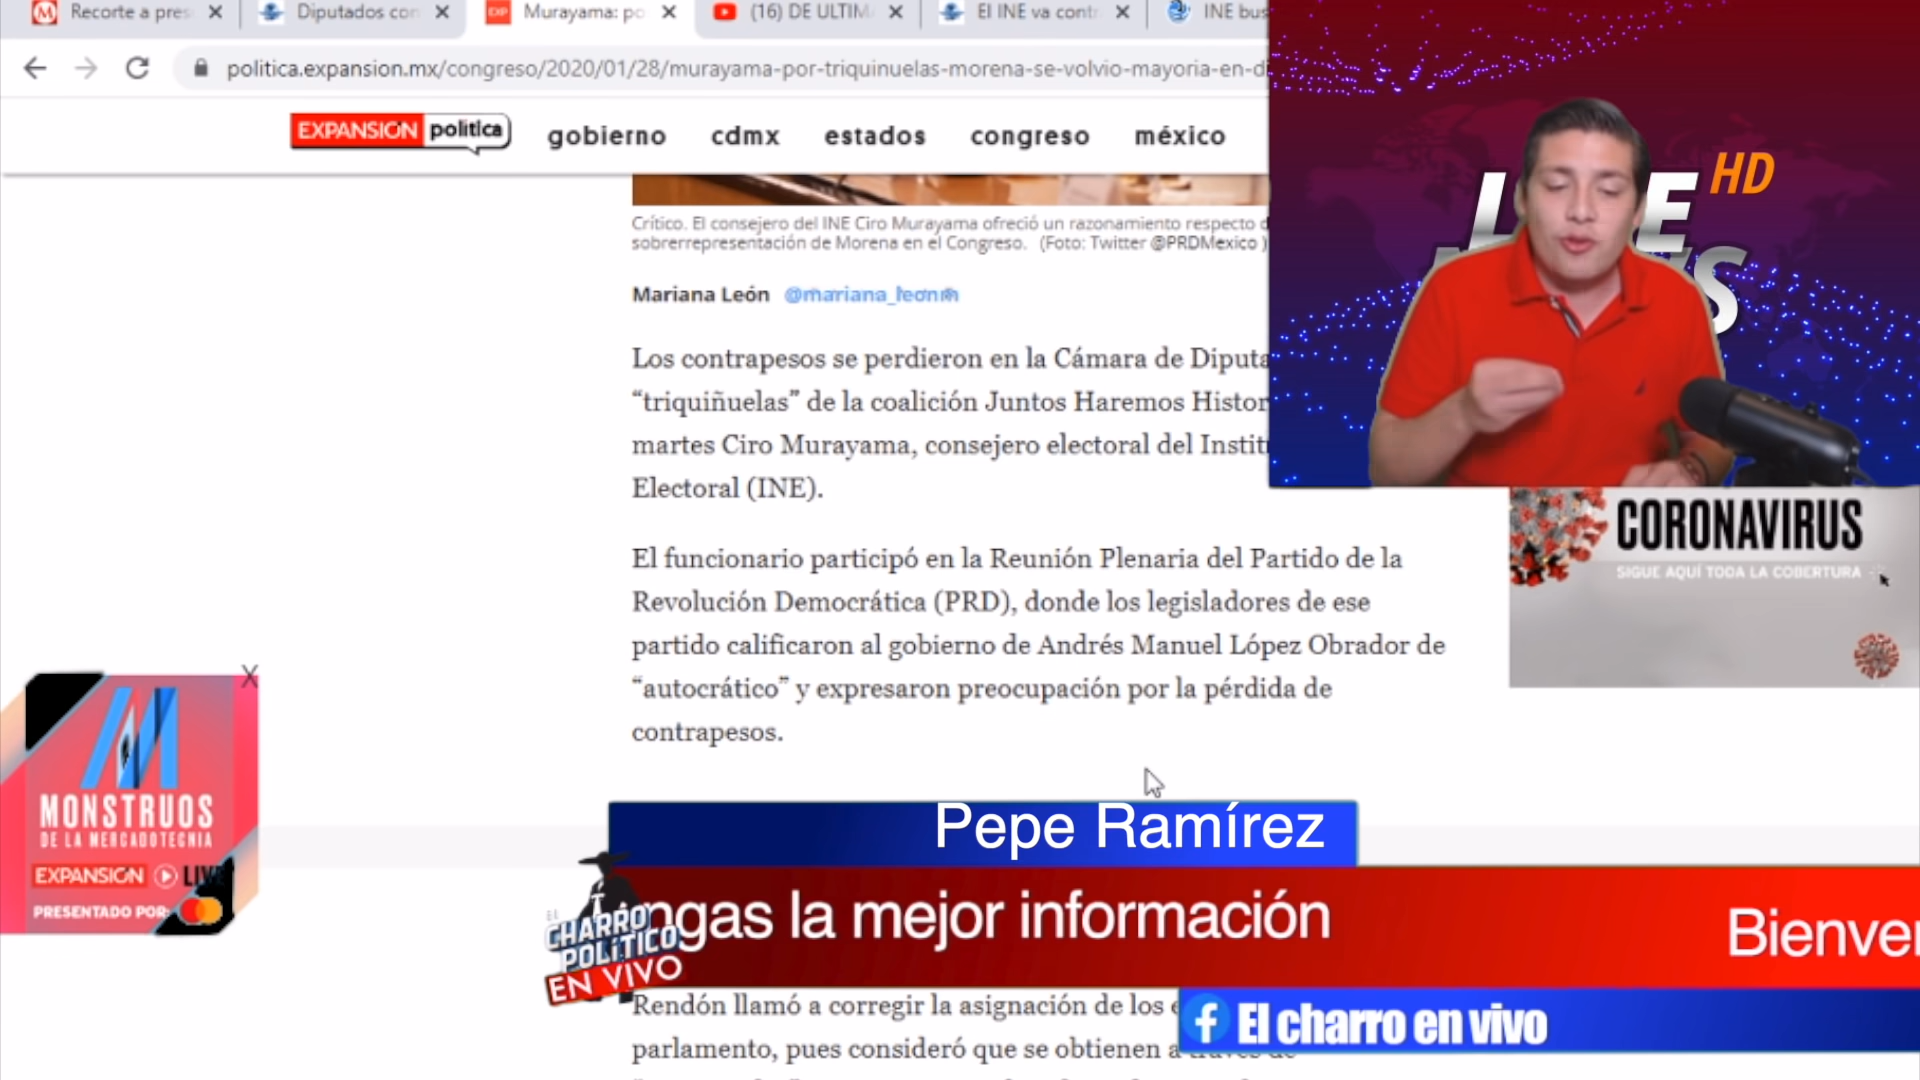 Recorte a pres
Diputados con
Murayama: po
(16) DE ULTIM
El INE va contr
INE bus
politica.expansion.mx/congreso/2020/01/28/murayama-por-triquinuelas-morena-se-volvio-mayoria-en-di
EXPANSIÓN política
gobierno cdmx estados congreso méxico
HD
Crítico. El consejero del INE Ciro Murayama ofreció un razonamiento respecto d
sobrerrepresentación de Morena en el Congreso. (Foto: Twitter @PRDMexico )
Mariana León @mariana_leonm
Los contrapesos se perdieron en la Cámara de Diputa
“triquiñuelas” de la coalición Juntos Haremos Histor
martes Ciro Murayama, consejero electoral del Instit
Electoral (INE).
CORONAVIRUS
SIGUE AQUÍ TODA LA COBERTURA
El funcionario participó en la Reunión Plenaria del Partido de la
Revolución Democrática (PRD), donde los legisladores de ese
partido calificaron al gobierno de Andrés Manuel López Obrador de
“autocrático” y expresaron preocupación por la pérdida de
contrapesos.
X
MONSTRUOS
DE LA MERCADOTECNIA
EXPANSIÓN LIVE
PRESENTADO POR:
Pepe Ramírez
ngas la mejor información
Bienve
EL
CHARRO
POLÍTICO
EN VIVO
Rendón llamó a corregir la asignación de los
El charro en vivo
parlamento, pues consideró que se obtienen a través de